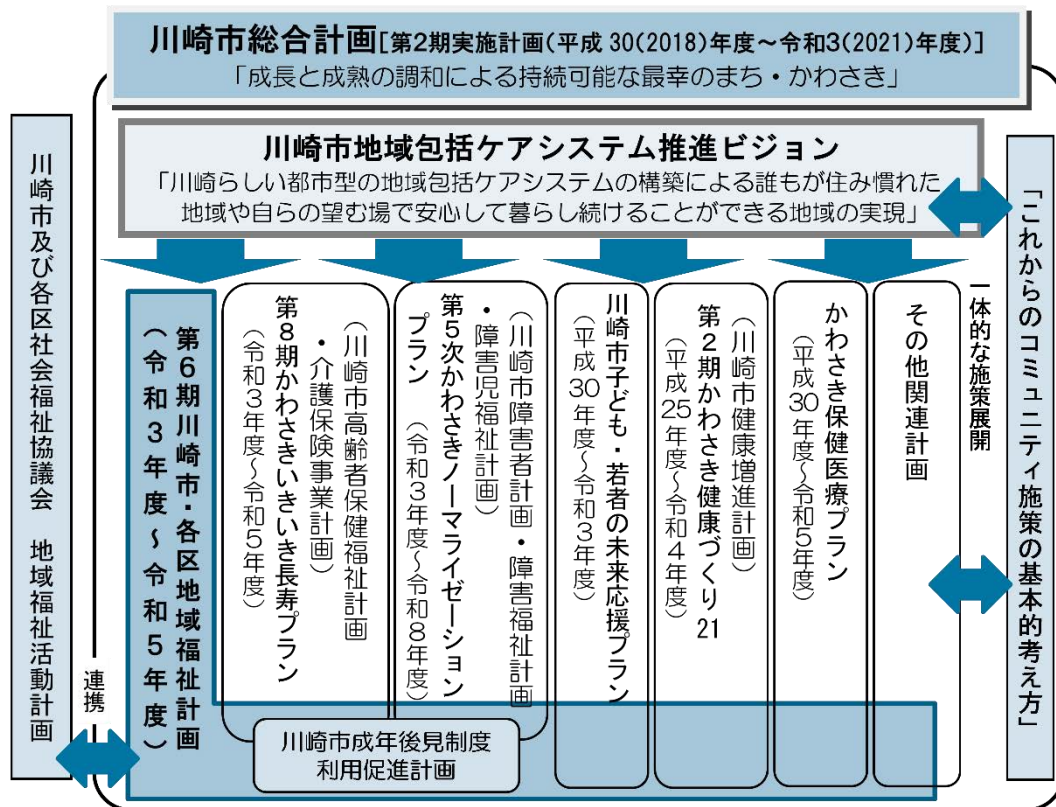 川崎市総合計画[第2期実施計画(平成30(2018)年度～令和3(2021)年度)]
「成長と成熟の調和による持続可能な最幸のまち・かわさき」
川崎市地域包括ケアシステム推進ビジョン
「川崎らしい都市型の地域包括ケアシステムの構築による誰もが住み慣れた
地域や自らの望む場で安心して暮らし続けることができる地域の実現」
川崎市及び各区社会福祉協議会　地域福祉活動計画
連携
第6期川崎市・各区地域福祉計画
(令和3年度～令和5年度)
(川崎市高齢者保健福祉計画
・介護保険事業計画)
第8期かわさきいきいき長寿プラン
(令和3年度～令和5年度)
(川崎市障害者計画・障害福祉計画
・障害児福祉計画)
第5次かわさきノーマライゼーション
プラン　(令和3年度～令和8年度)
川崎市子ども・若者の未来応援プラン
(平成30年度～令和3年度)
(川崎市健康増進計画)
第2期かわさき健康づくり21
(平成25年度～令和4年度)
かわさき保健医療プラン
(平成30年度～令和5年度)
その他関連計画
一体的な施策展開
「これからのコミュニティ施策の基本的考え方」
川崎市成年後見制度
利用促進計画